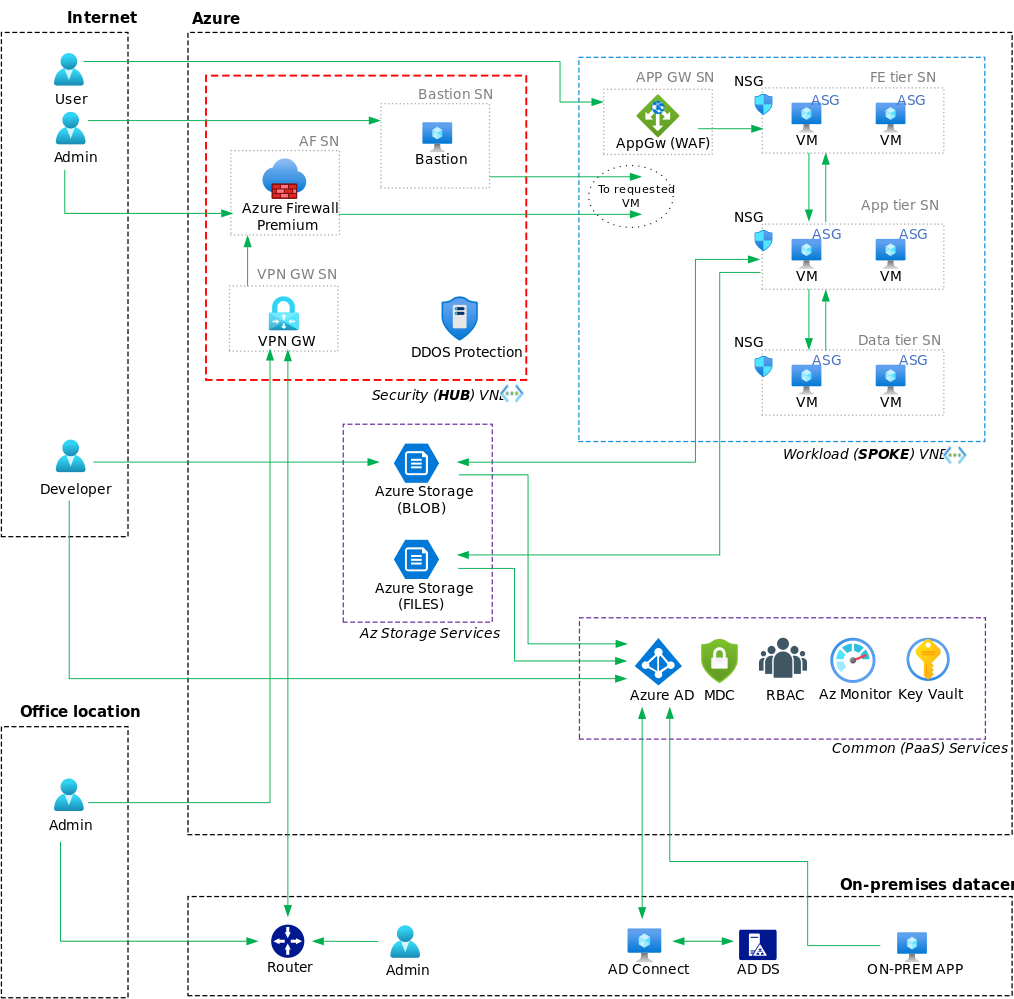 Internet
Azure
User
Admin
Developer
Bastion SN
Bastion
AF SN
Azure Firewall
Premium
VPN GW SN
VPN GW
DDOS Protection
Security (HUB) VNE
APP GW SN
AppGw (WAF)
To requested
VM
NSG
FE tier SN
ASG
ASG
VM
VM
NSG
App tier SN
ASG
ASG
VM
VM
NSG
Data tier SN
ASG
ASG
VM
VM
Workload (SPOKE) VNE
Azure Storage
(BLOB)
Azure Storage
(FILES)
Az Storage Services
Azure AD
MDC
RBAC
Az Monitor
Key Vault
Common (PaaS) Services
Office location
Admin
On-premises datacen
Router
Admin
AD Connect
AD DS
ON-PREM APP